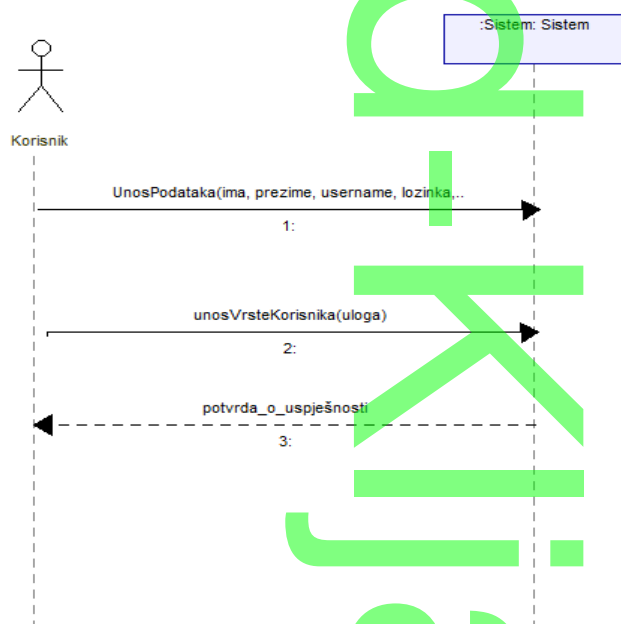 :Sistem: Sistem
Korisnik
UnosPodataka(ima, prezime, username, lozinka,..
1:
unosVrsteKorisnika(uloga)
2:
potvrda_o_uspješnosti
3: